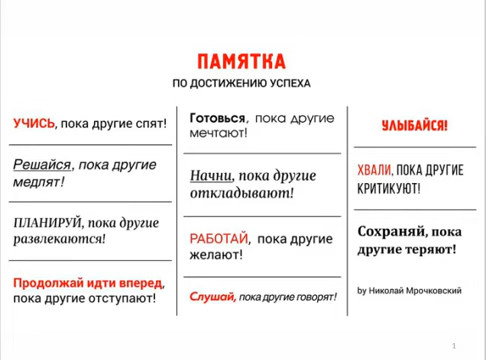 ПАМЯТКА
ПО ДОСТИЖЕНИЮ УСПЕХА
УЧИСЬ, пока другие спят!
Решайся, пока другие
медлят!
ПЛАНИРУЙ, пока другие
развлекаются!
Продолжай идти вперед,
пока другие отступают!
Готовься, пока другие
мечтают!
Начни, пока другие
откладывают!
РАБОТАЙ, пока другие
желают!
Слушай, пока другие говорят!
УЛЫБАЙСЯ!
ХВАЛИ, ПОКА ДРУГИЕ
КРИТИКУЮТ!
Сохраняй, пока
другие теряют!
by Николай Мрочковский
1